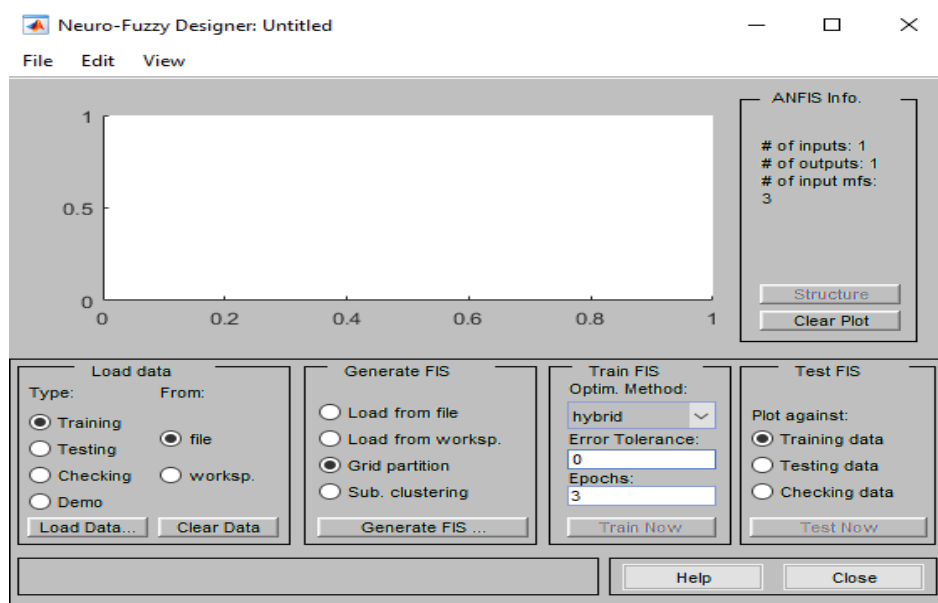 Neuro-Fuzzy Designer: Untitled
File Edit View
ANFIS Info.
# of inputs: 1
# of outputs: 1
# of input mfs:
3
Structure
Clear Plot
1
0.5
0
0 0.2 0.4 0.6 0.8 1
Load data
Type: From:
Training
Testing
Checking
Demo
file
worksp.
Load Data... Clear Data
Generate FIS
Load from file
Load from worksp.
Grid partition
Sub. clustering
Generate FIS ...
Train FIS
Optim. Method:
hybrid
Error Tolerance:
0
Epochs:
3
Train Now
Test FIS
Plot against:
Training data
Testing data
Checking data
Test Now
Help Close